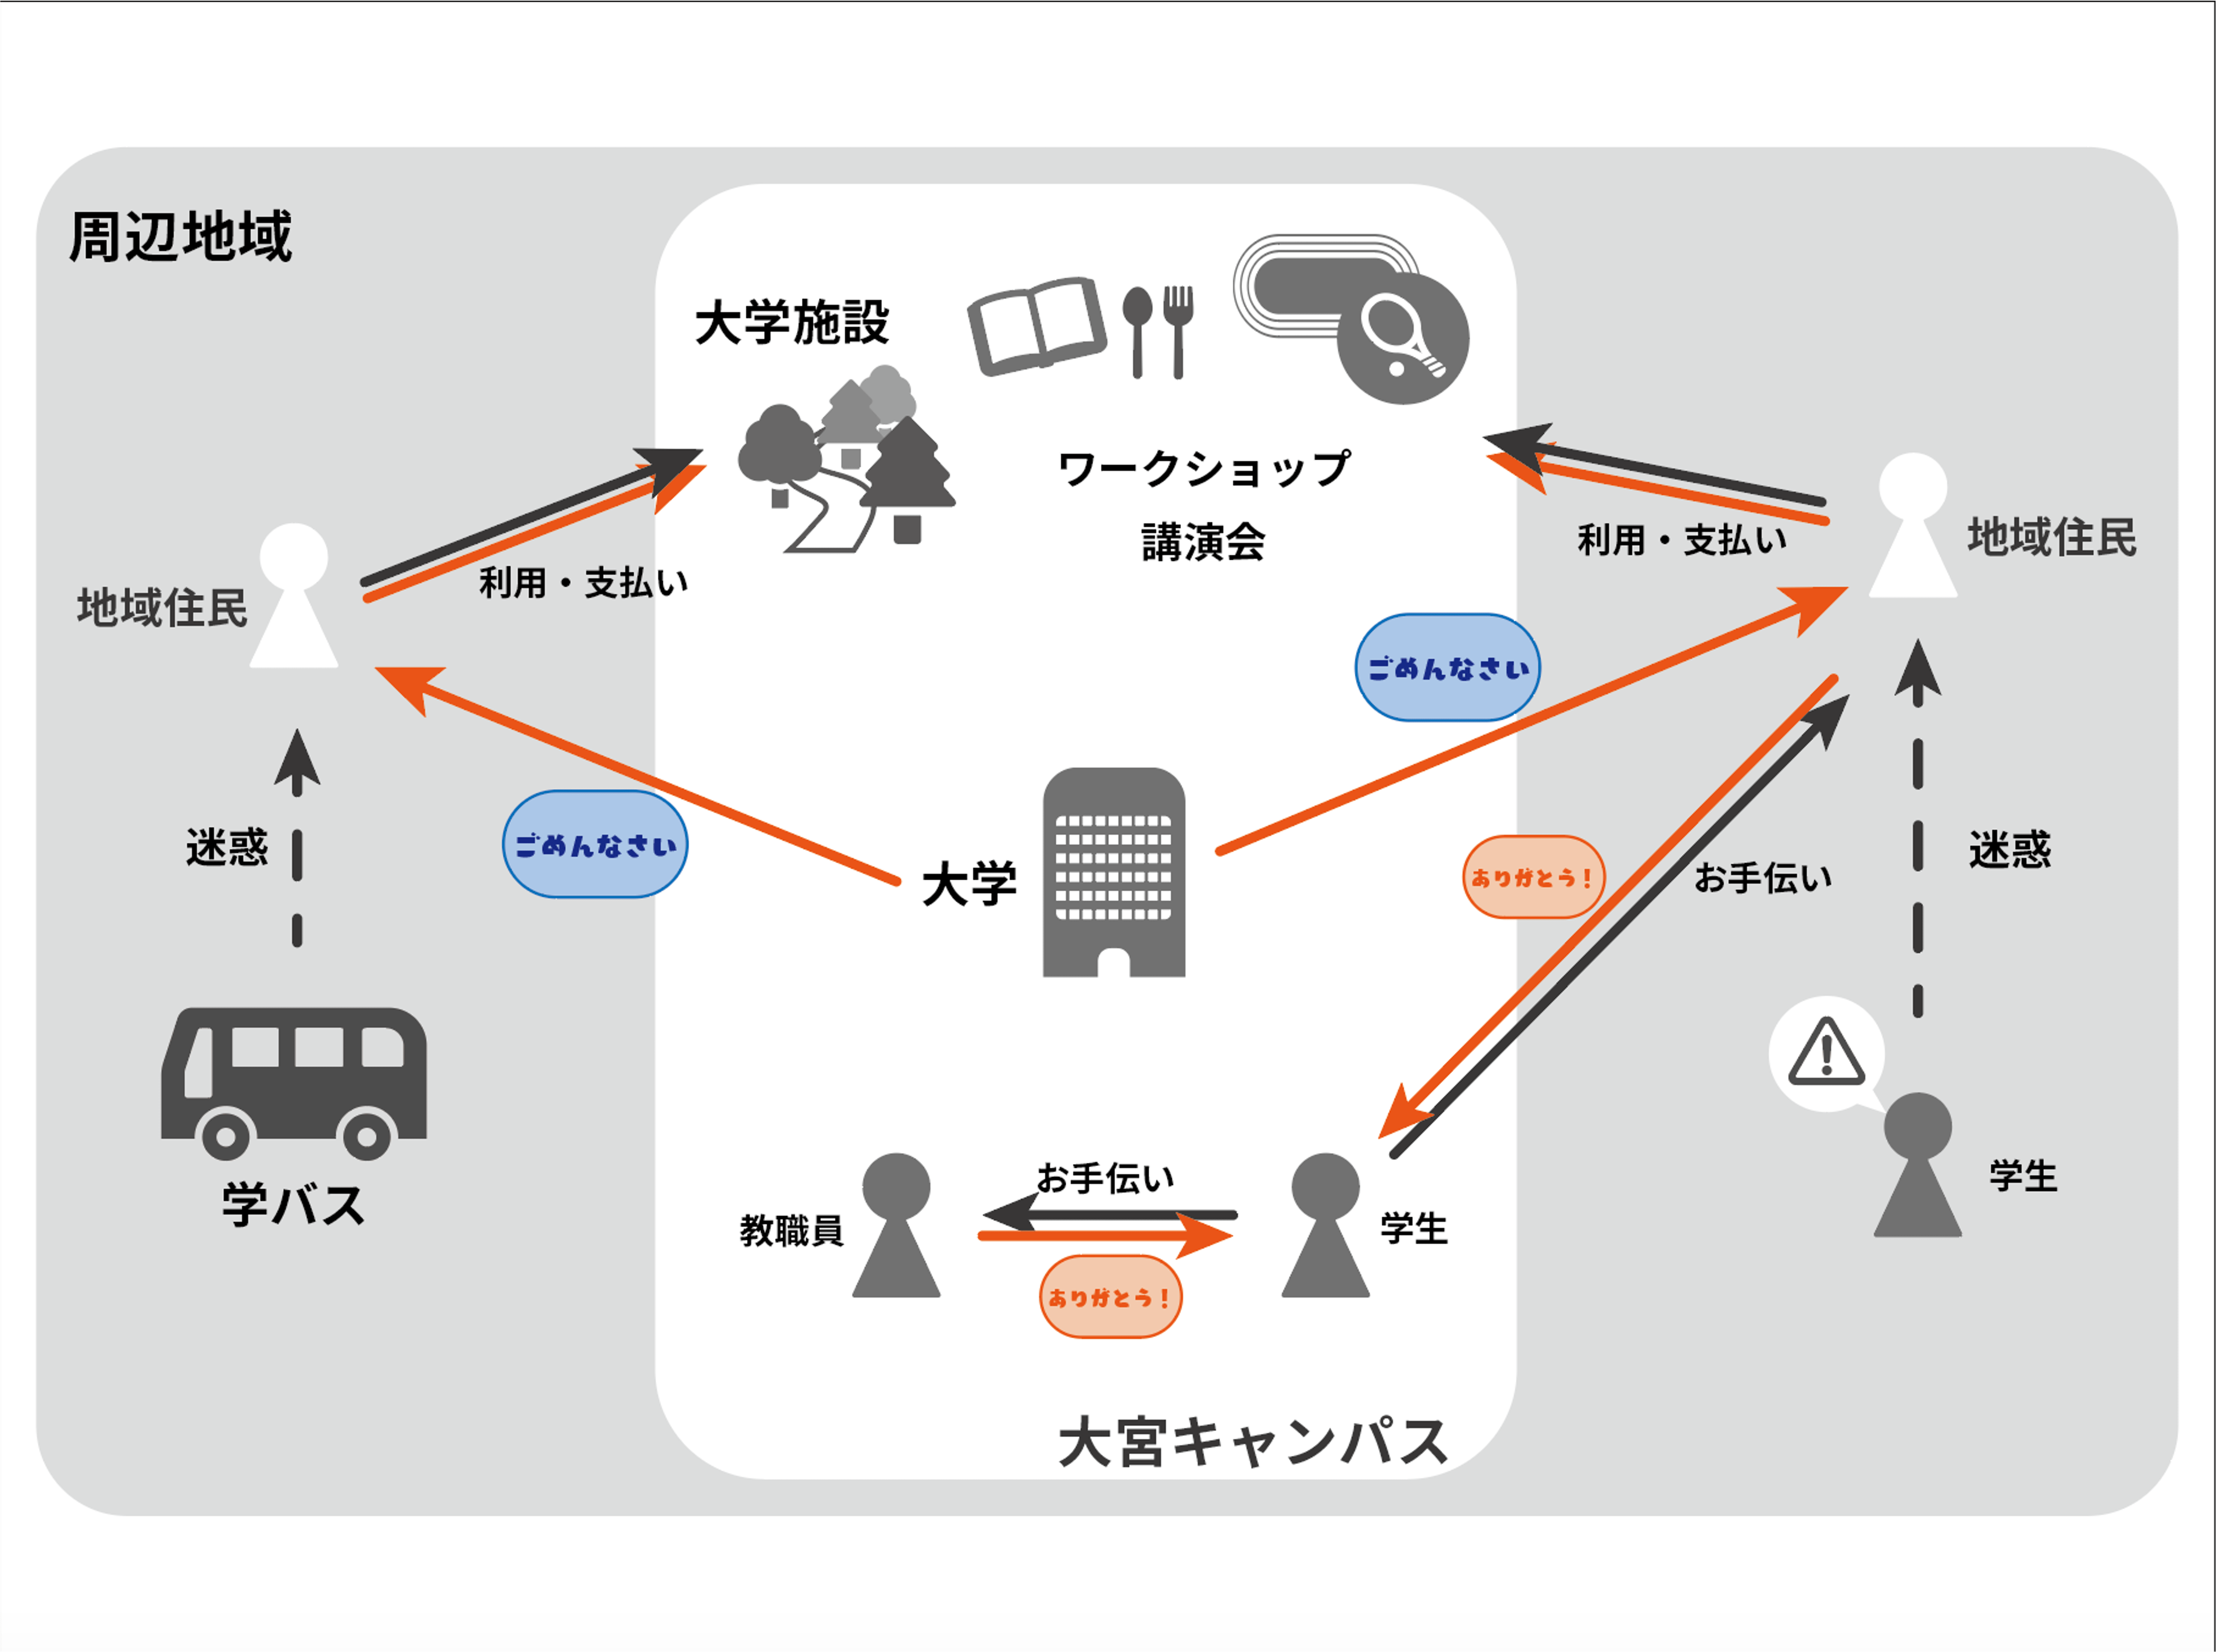 周辺地域
大学施設
ワークショップ
講演会
利用・支払い
地域住民
利用・支払い
地域住民
ごめんなさい
ごめんなさい
迷惑
大学
ありがとう！
お手伝い
迷惑
学バス
お手伝い
教職員
学生
学生
ありがとう！
大宮キャンパス